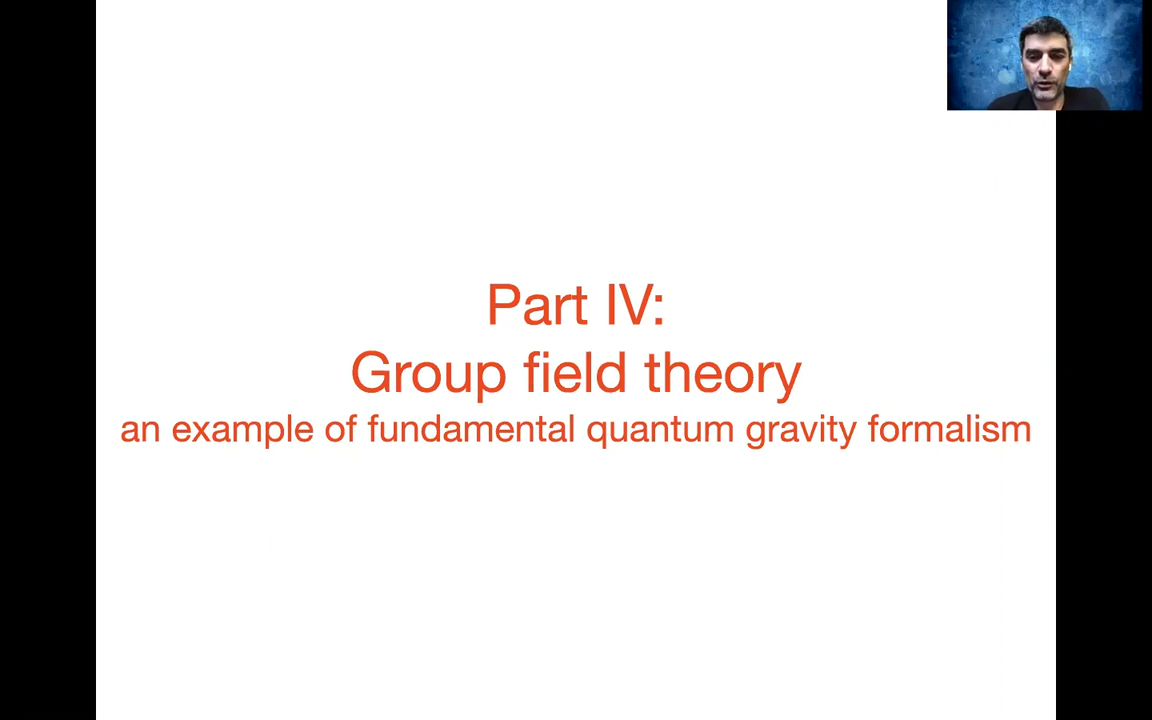 Part IV:
Group field theory
an example of fundamental quantum gravity formalism